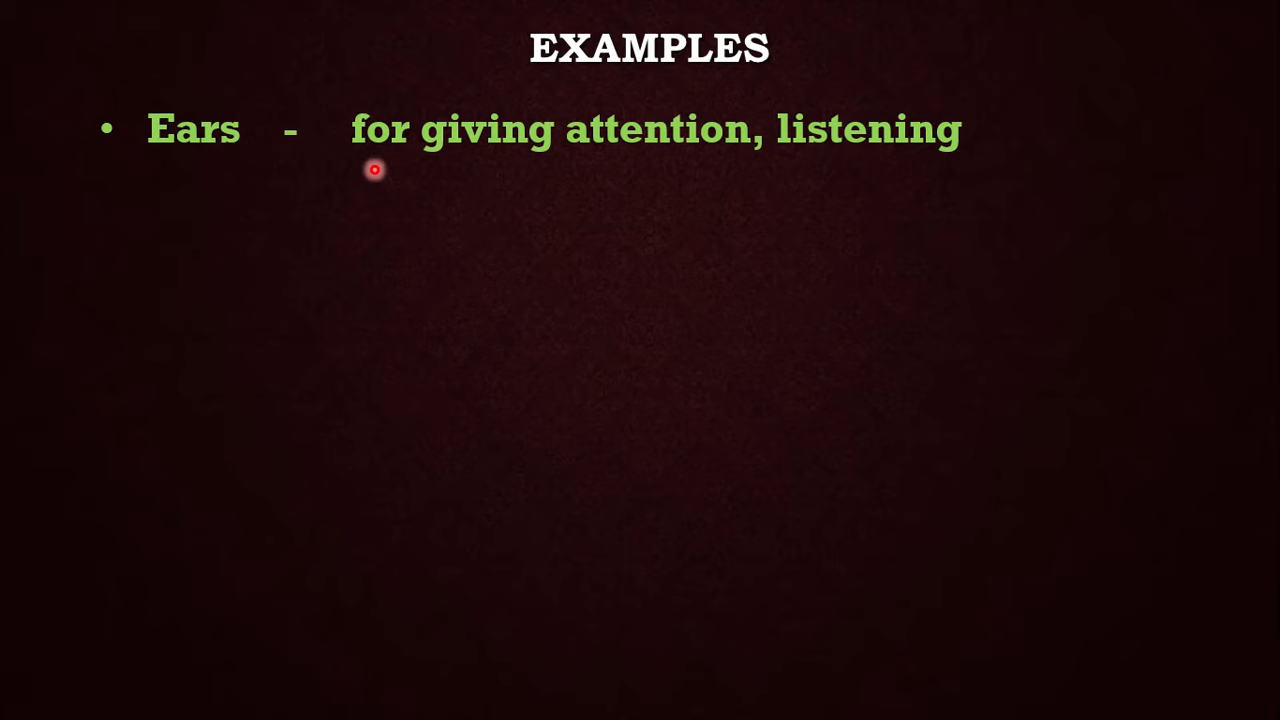 EXAMPLES
• Ears - for giving attention, listening